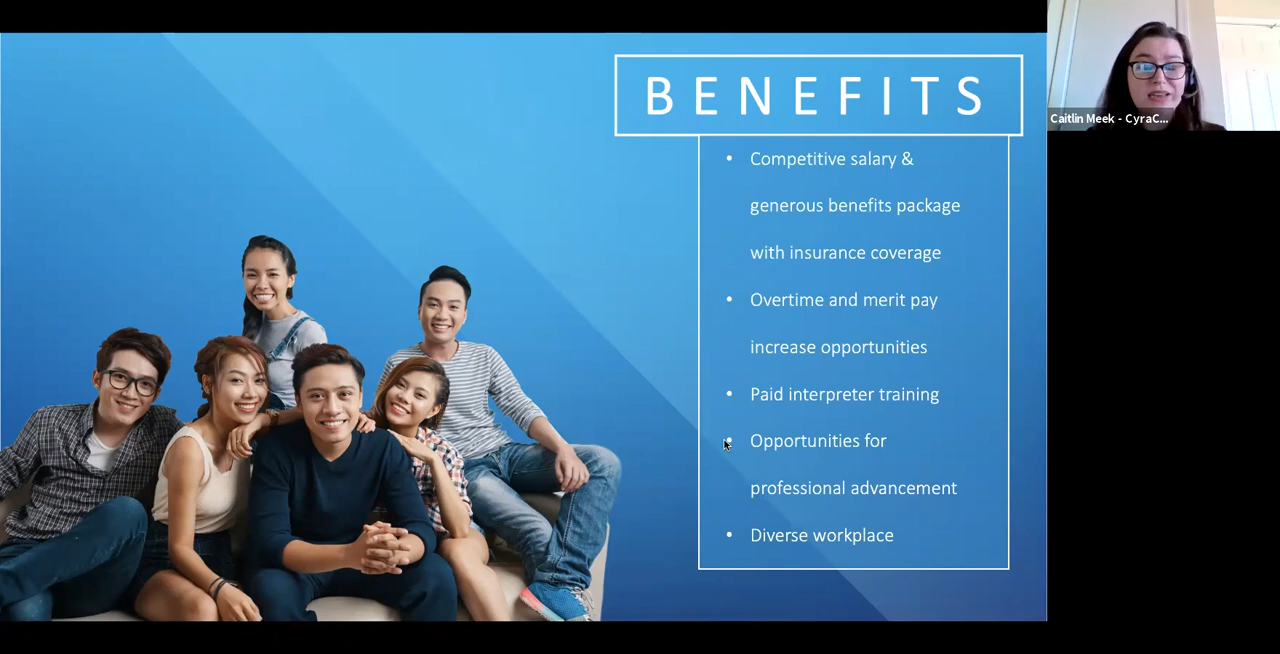 BENEFITS
Caitlin Meek - CyraC...
• Competitive salary &
generous benefits package
with insurance coverage
• Overtime and merit pay
increase opportunities
• Paid interpreter training
• Opportunities for
professional advancement
• Diverse workplace